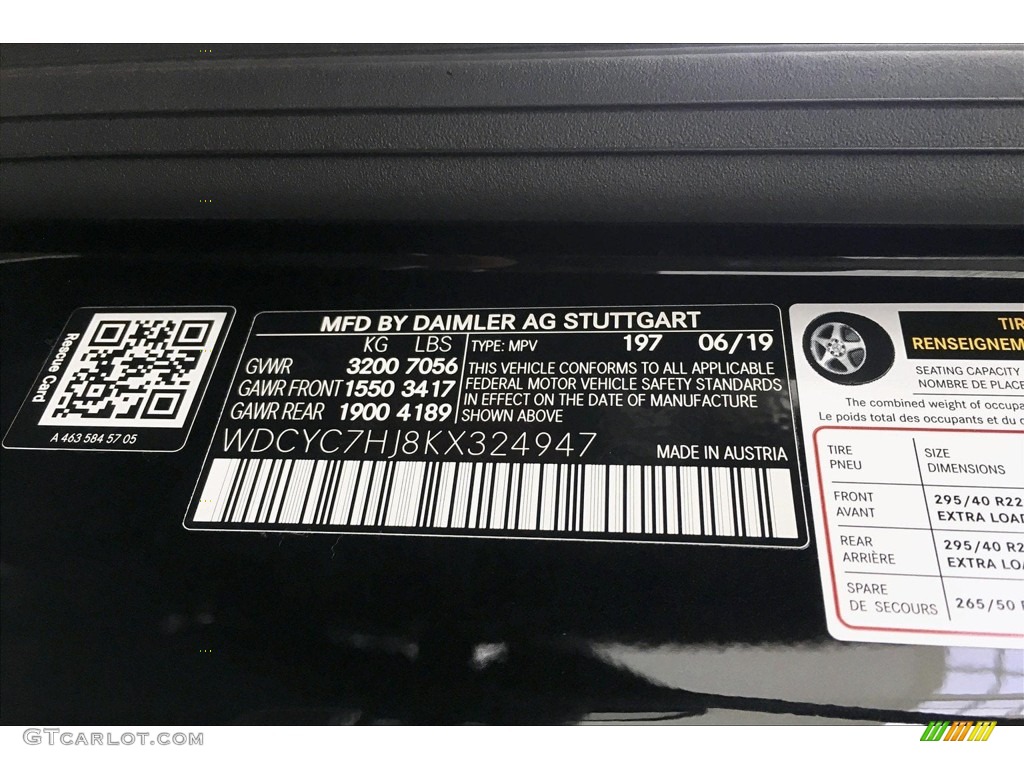 Rescue Card
A 463 584 57 05
MFD BY DAIMLER AG STUTTGART
KG LBS TYPE: MPV 197 06/19
GVWR 3200 7056
GAWR FRONT 1550 3417
GAWR REAR 1900 4189
THIS VEHICLE CONFORMS TO ALL APPLICABLE
FEDERAL MOTOR VEHICLE SAFETY STANDARDS
IN EFFECT ON THE DATE OF MANUFACTURE
SHOWN ABOVE
WDCYC7HJ8KX324947 MADE IN AUSTRIA
TIR
RENSEIGNEM
SEATING CAPACITY
NOMBRE DE PLACE
The combined weight of occupa
Le poids total des occupants et du c
TIRE SIZE
PNEU DIMENSIONS
FRONT 295/40 R22
AVANT EXTRA LOAD
REAR 295/40 R2
ARRIÈRE EXTRA LO
SPARE 265/50
DE SECOURS
GTCARLOT.COM